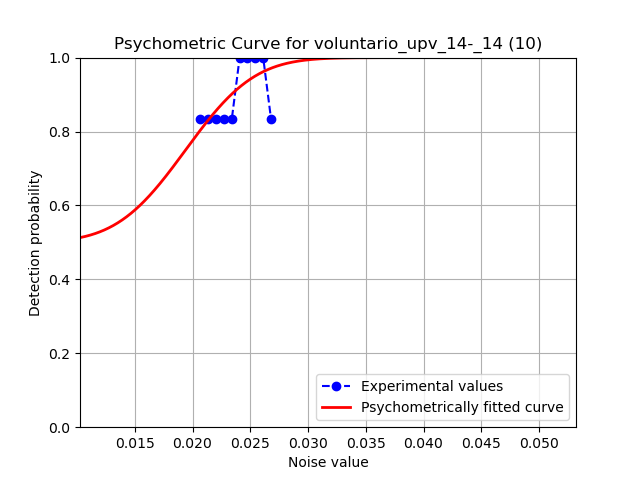 Psychometric Curve for voluntario_upv_14-_14 (10)
1.0
0.8
0.6
0.4
0.2
0.0
Detection probability
0.015 0.020 0.025 0.030 0.035 0.040 0.045 0.050
Noise value
Experimental values
Psychometrically fitted curve